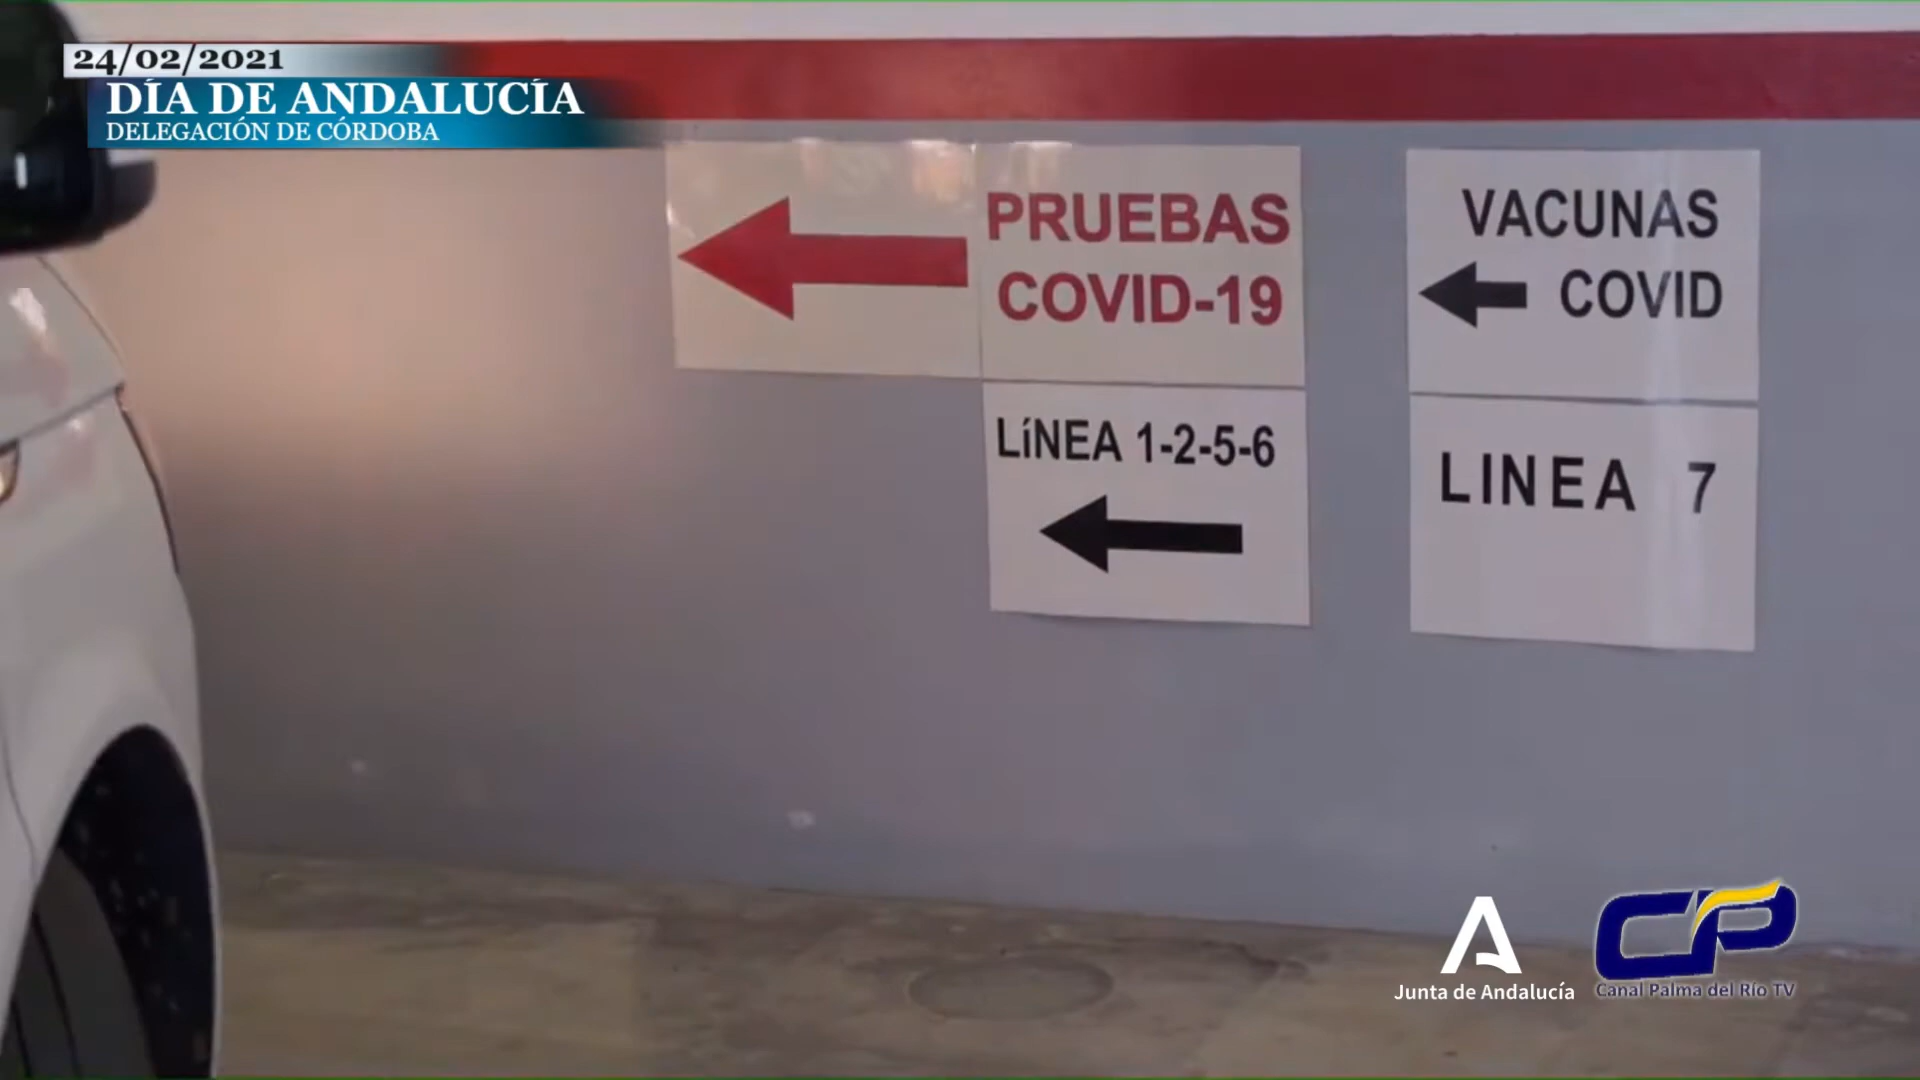 24/02/2021
DÍA DE ANDALUCÍA
DELEGACIÓN DE CÓRDOBA
PRUEBAS
COVID-19
LíNEA 1-2-5-6
VACUNAS
COVID
LINEA 7
Junta de Andalucía
CP
Canal Palma del Río TV